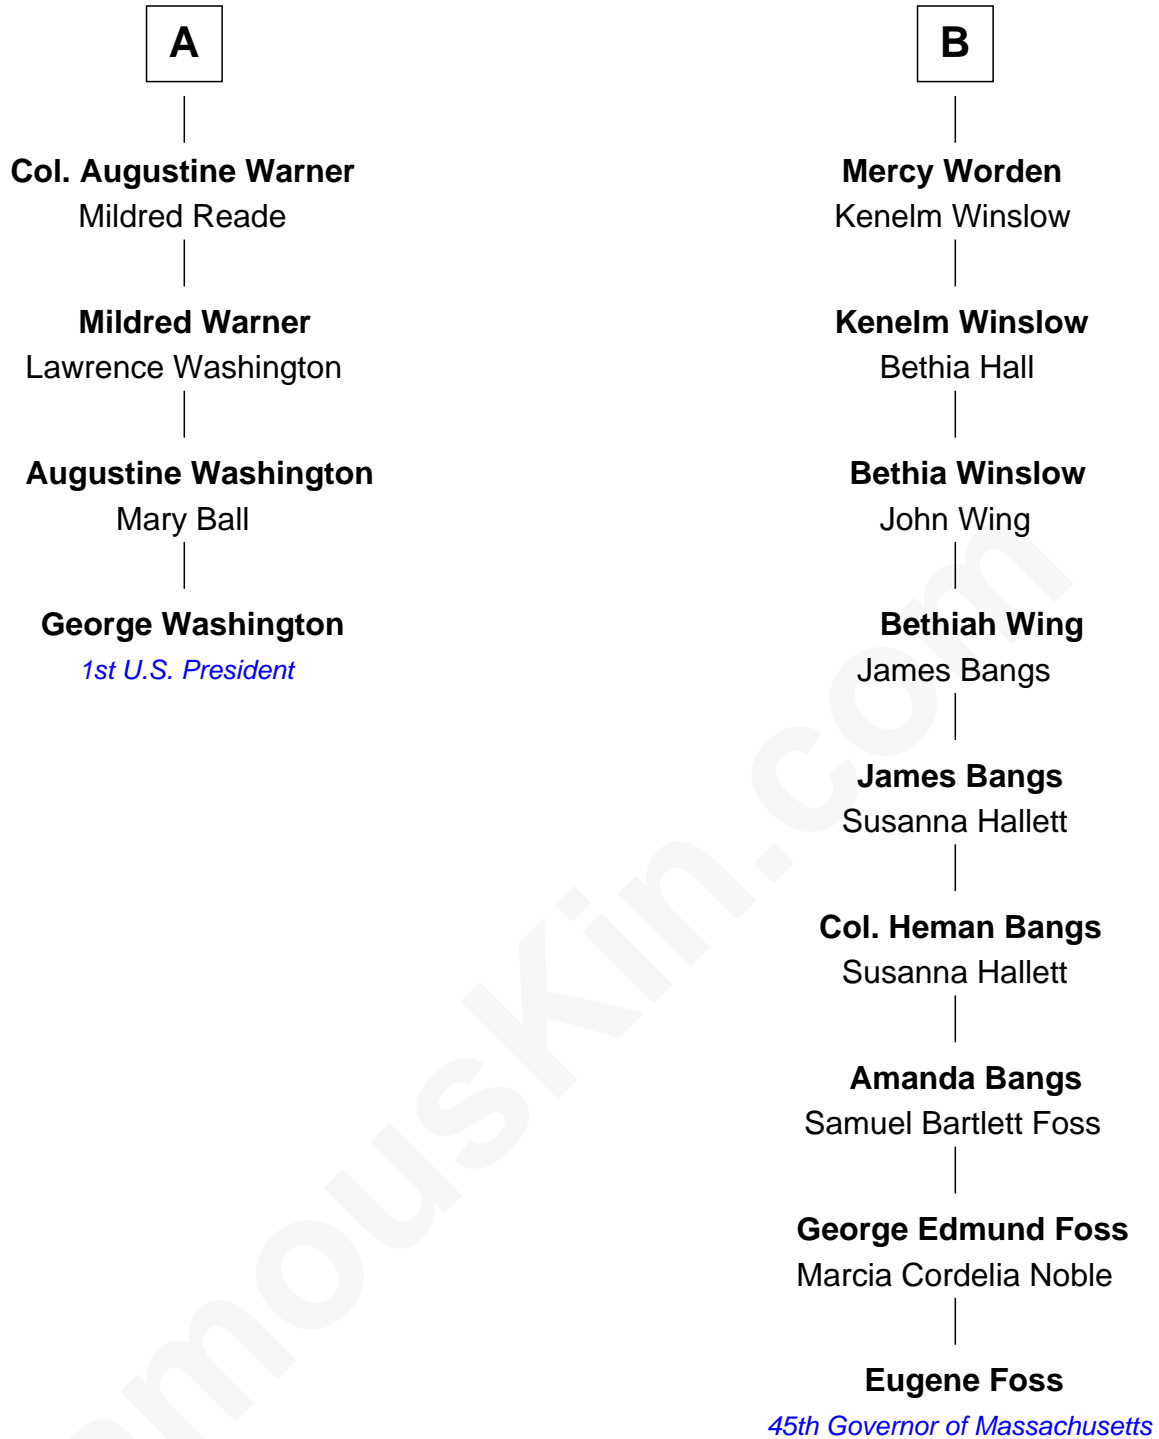 A
Col. Augustine Warner
Mildred Reade
Mildred Warner
Lawrence Washington
Augustine Washington
Mary Ball
George Washington
1st U.S. President
B
Mercy Worden
Kenelm Winslow
Kenelm Winslow
Bethia Hall
Bethia Winslow
John Wing
Bethiah Wing
James Bangs
James Bangs
Susanna Hallett
Col. Heman Bangs
Susanna Hallett
Amanda Bangs
Samuel Bartlett Foss
George Edmund Foss
Marcia Cordelia Noble
Eugene Foss
45th Governor of Massachusetts
amouskin.com